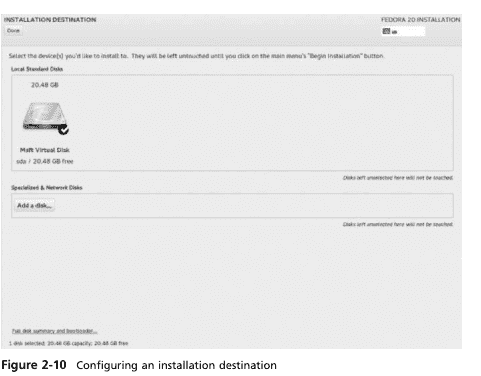 INSTALLATION DESTINATION
FEDORA 20 INSTALLATION
Done
us
Select the device(s) you'd like to install to. They will be left untouched until you click on the main menu's "Begin Installation" button.
Local Standard Disks
20.48 GB
Msft Virtual Disk
sda / 20.48 GB free
Disks left unselected here will not be touched.
Specialized & Network Disks
Add a disk...
Disks left unselected here will not be touched.
Full disk summary and bootloader...
1 disk selected; 20.48 GB capacity; 20.48 GB free
Figure 2-10 Configuring an installation destination